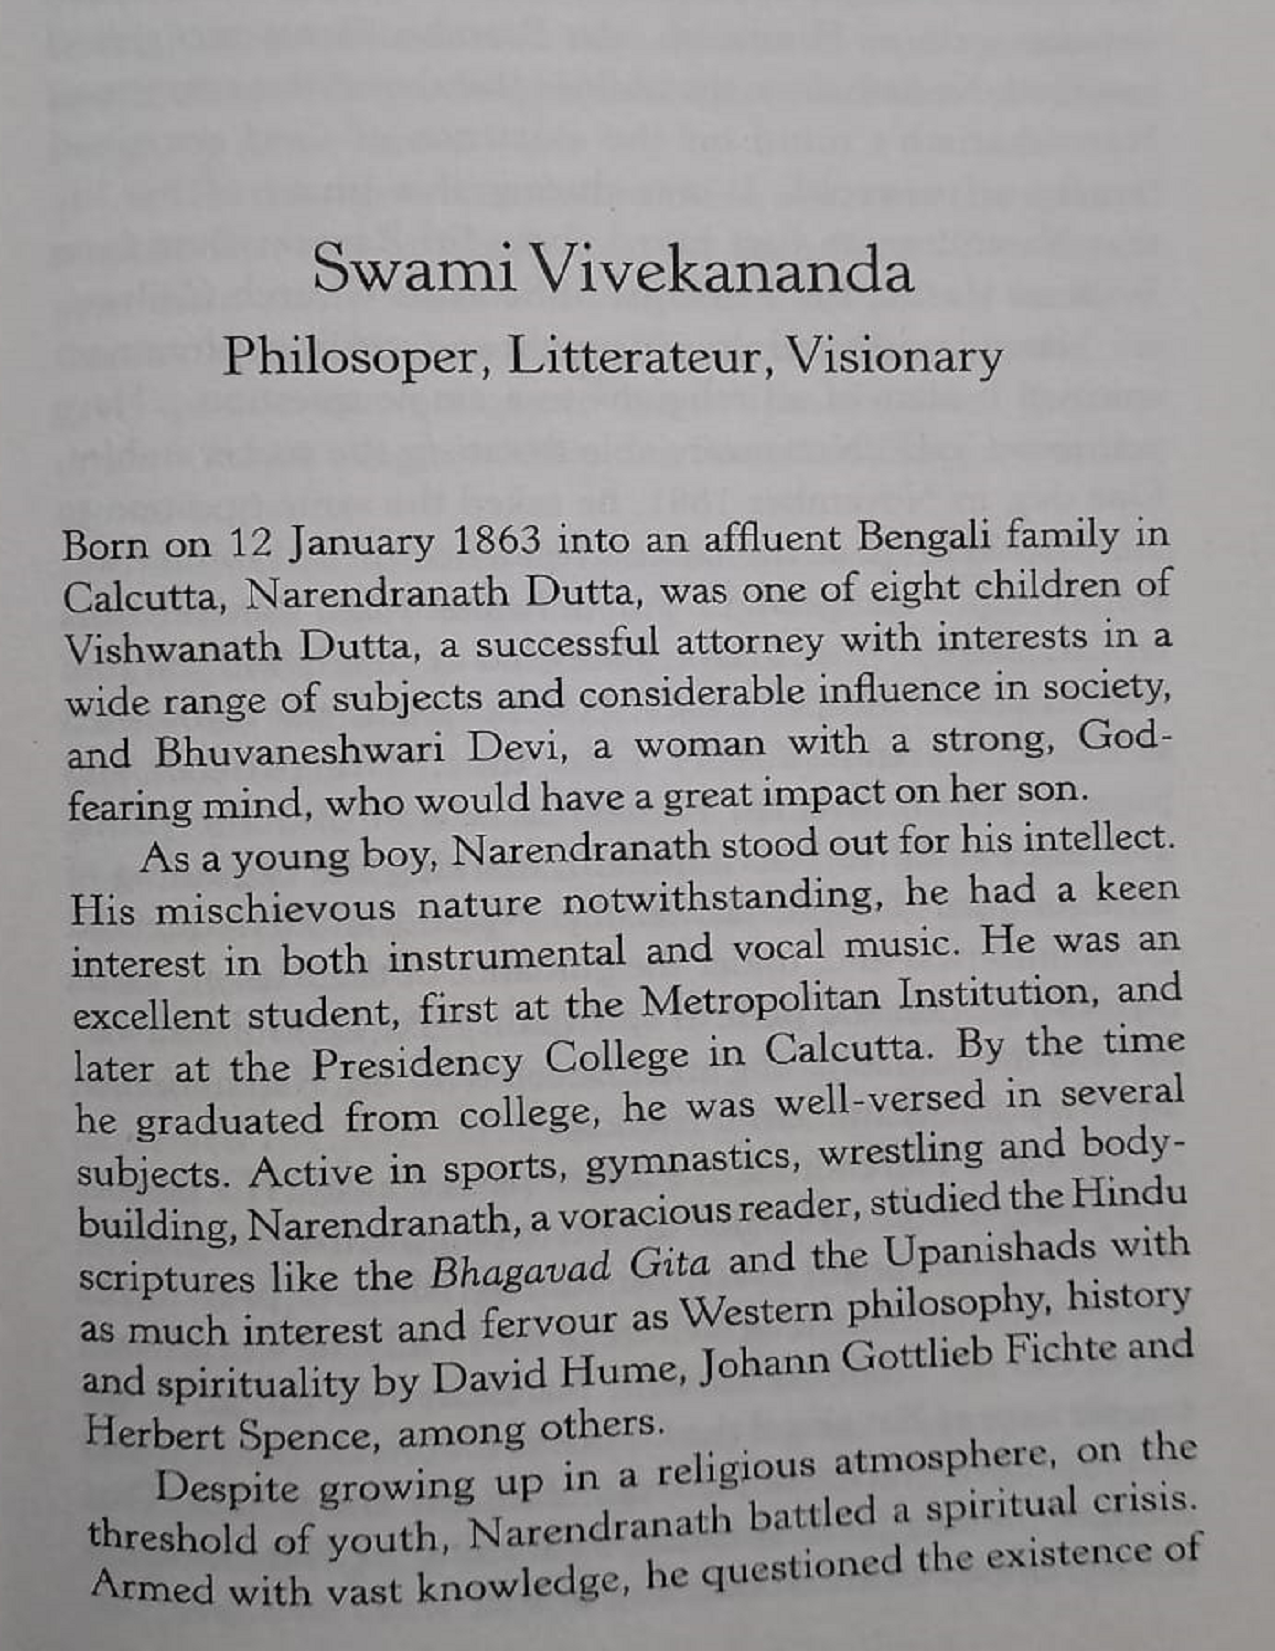 Swami Vivekananda
Philosoper, Litterateur, Visionary
Born on 12 January 1863 into an affluent Bengali family in
Calcutta, Narendranath Dutta, was one of eight children of
Vishwanath Dutta, a successful attorney with interests in a
wide range of subjects and considerable influence in society,
and Bhuvaneshwari Devi, a woman with a strong, God-
fearing mind, who would have a great impact on her son.
As a young boy, Narendranath stood out for his intellect.
His mischievous nature notwithstanding, he had a keen
interest in both instrumental and vocal music. He was an
excellent student, first at the Metropolitan Institution, and
later at the Presidency College in Calcutta. By the time
he graduated from college, he was well-versed in several
subjects. Active in sports, gymnastics, wrestling and body-
building, Narendranath, a voracious reader, studied the Hindu
scriptures like the Bhagavad Gita and the Upanishads with
as much interest and fervour as Western philosophy, history
and spirituality by David Hume, Johann Gottlieb Fichte and
Herbert Spence, among others.
Despite growing up in a religious atmosphere, on the
threshold of youth, Narendranath battled a spiritual crisis.
Armed with vast knowledge, he questioned the existence of